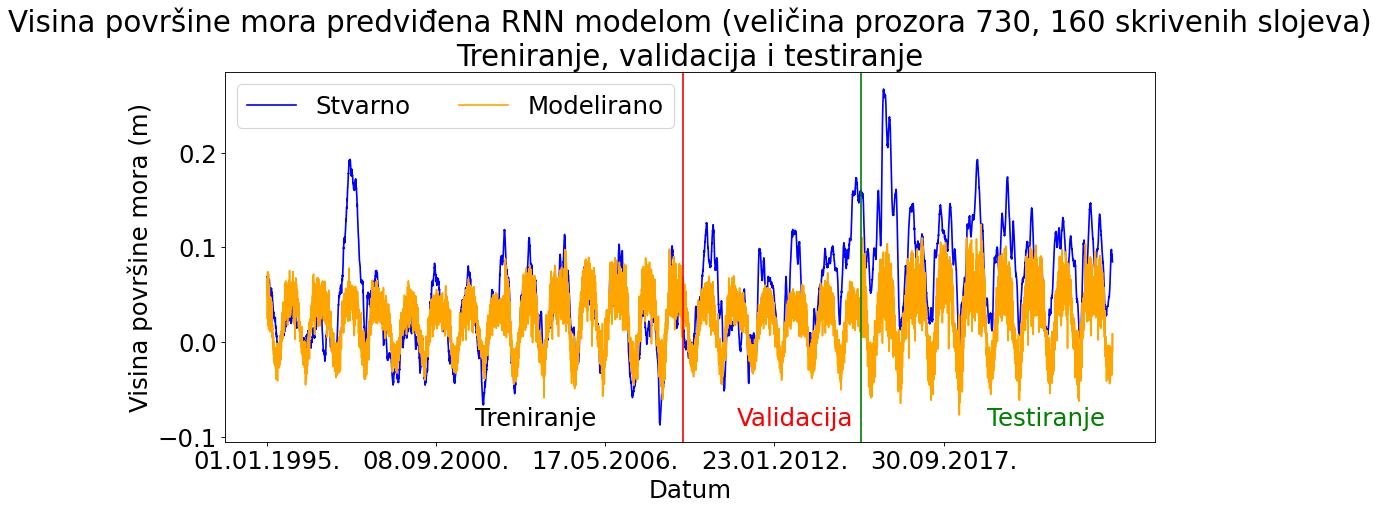 Visina površine mora predviđena RNN modelom (veličina prozora 730, 160 skrivenih slojeva)
Treniranje, validacija i testiranje
Stvarno
Modelirano
Visina površine mora (m)
0.2
0.1
0.0
−0.1
Treniranje
Validacija
Testiranje
01.01.1995.
08.09.2000.
17.05.2006.
23.01.2012.
30.09.2017.
Datum